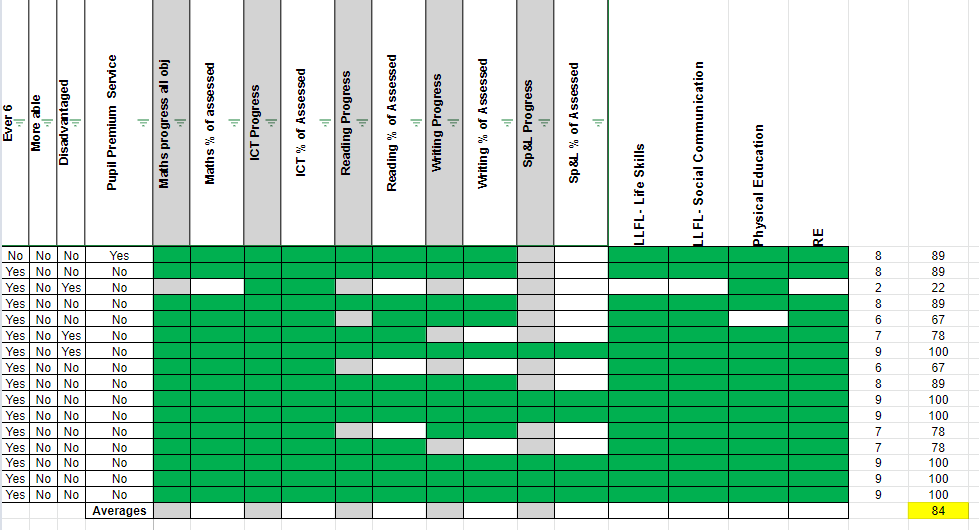 Ever 6
More able
Disadvantaged
Pupil Premium Service
Maths progress all obj
Maths % of assessed
ICT Progress
ICT % of Assessed
Reading Progress
Reading % of Assessed
Writing Progress
Writing % of Assessed
Sp&L Progress
Sp&L % of Assessed
LLFL- Life Skills
LLFL- Social Communication
Physical Education
RE
No No No Yes 8 89
Yes No No No 8 89
Yes No Yes No 2 22
Yes No No No 8 89
Yes No No No 6 67
Yes No Yes No 7 78
Yes No Yes No 9 100
Yes No No No 6 67
Yes No No No 8 89
Yes No No No 9 100
Yes No No No 9 100
Yes No No No 7 78
Yes No No No 7 78
Yes No No No 9 100
Yes No No No 9 100
Yes No No No 9 100
Averages 84